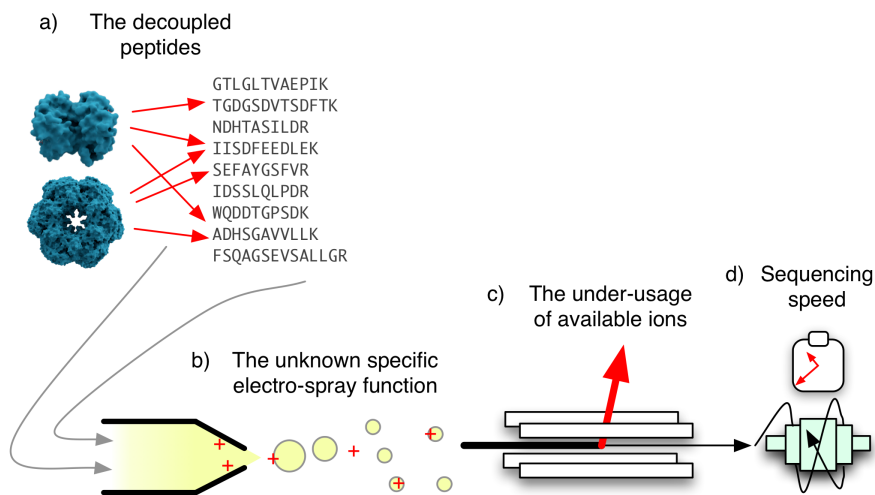 a) The decoupled
peptides
GTLGLTVAEPIK
TGDGSDVTSDFTK
NDHTASILDR
IISDFEEDLEK
SEFAYGSFVR
IDSSLQLPDR
WQDDTGPSDK
ADHSGAVVLLK
FSQAGSEVSALLGR
b) The unknown specific
electro-spray function
c) The under-usage
of available ions
d) Sequencing
speed